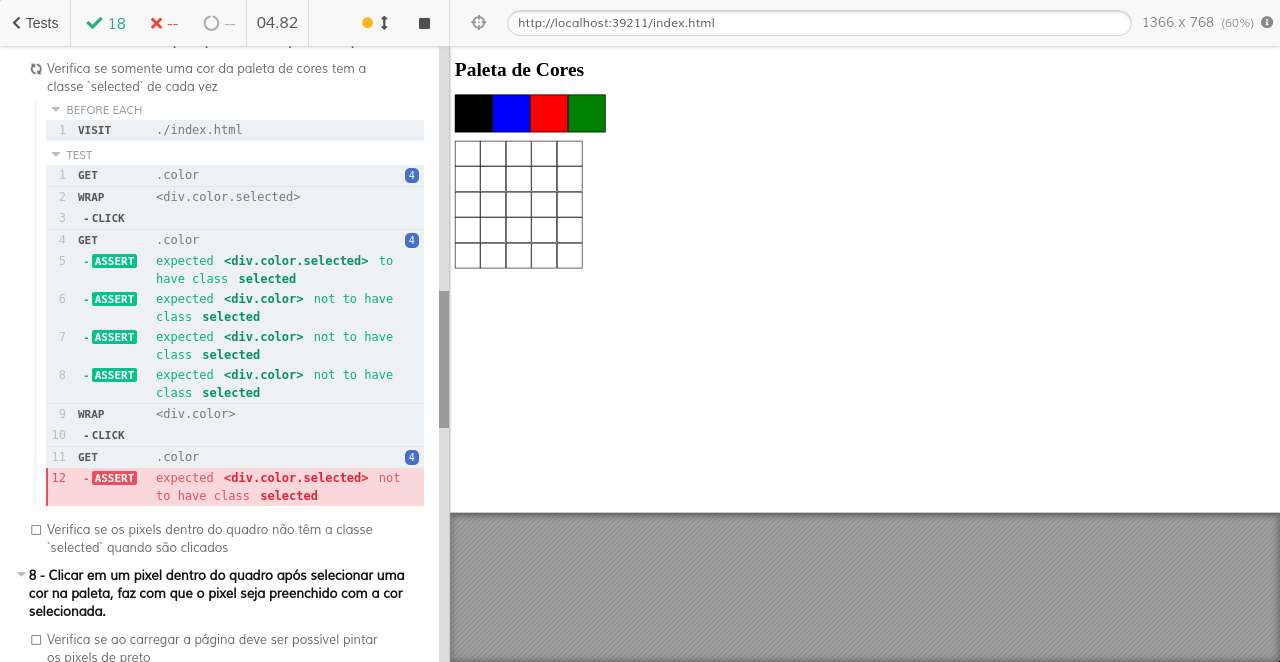 Tests 18 -- -- 04.82 http://localhost:39211/index.html 1366 x 768 (60%)
Verifica se somente uma cor da paleta de cores tem a
classe `selected` de cada vez
BEFORE EACH
1 VISIT ./index.html
TEST
1 GET .color 4
2 WRAP <div.color.selected>
3 -CLICK
4 GET .color 4
5 -ASSERT expected <div.color.selected> to
have class selected
6 -ASSERT expected <div.color> not to have
class selected
7 -ASSERT expected <div.color> not to have
class selected
8 -ASSERT expected <div.color> not to have
class selected
9 WRAP <div.color>
10 -CLICK
11 GET .color 4
12 -ASSERT expected <div.color.selected> not
to have class selected
Verifica se os pixels dentro do quadro não têm a classe
`selected` quando são clicados
8 - Clicar em um pixel dentro do quadro após selecionar uma
cor na paleta, faz com que o pixel seja preenchido com a cor
selecionada.
Verifica se ao carregar a página deve ser possível pintar
os pixels de preto
Paleta de Cores